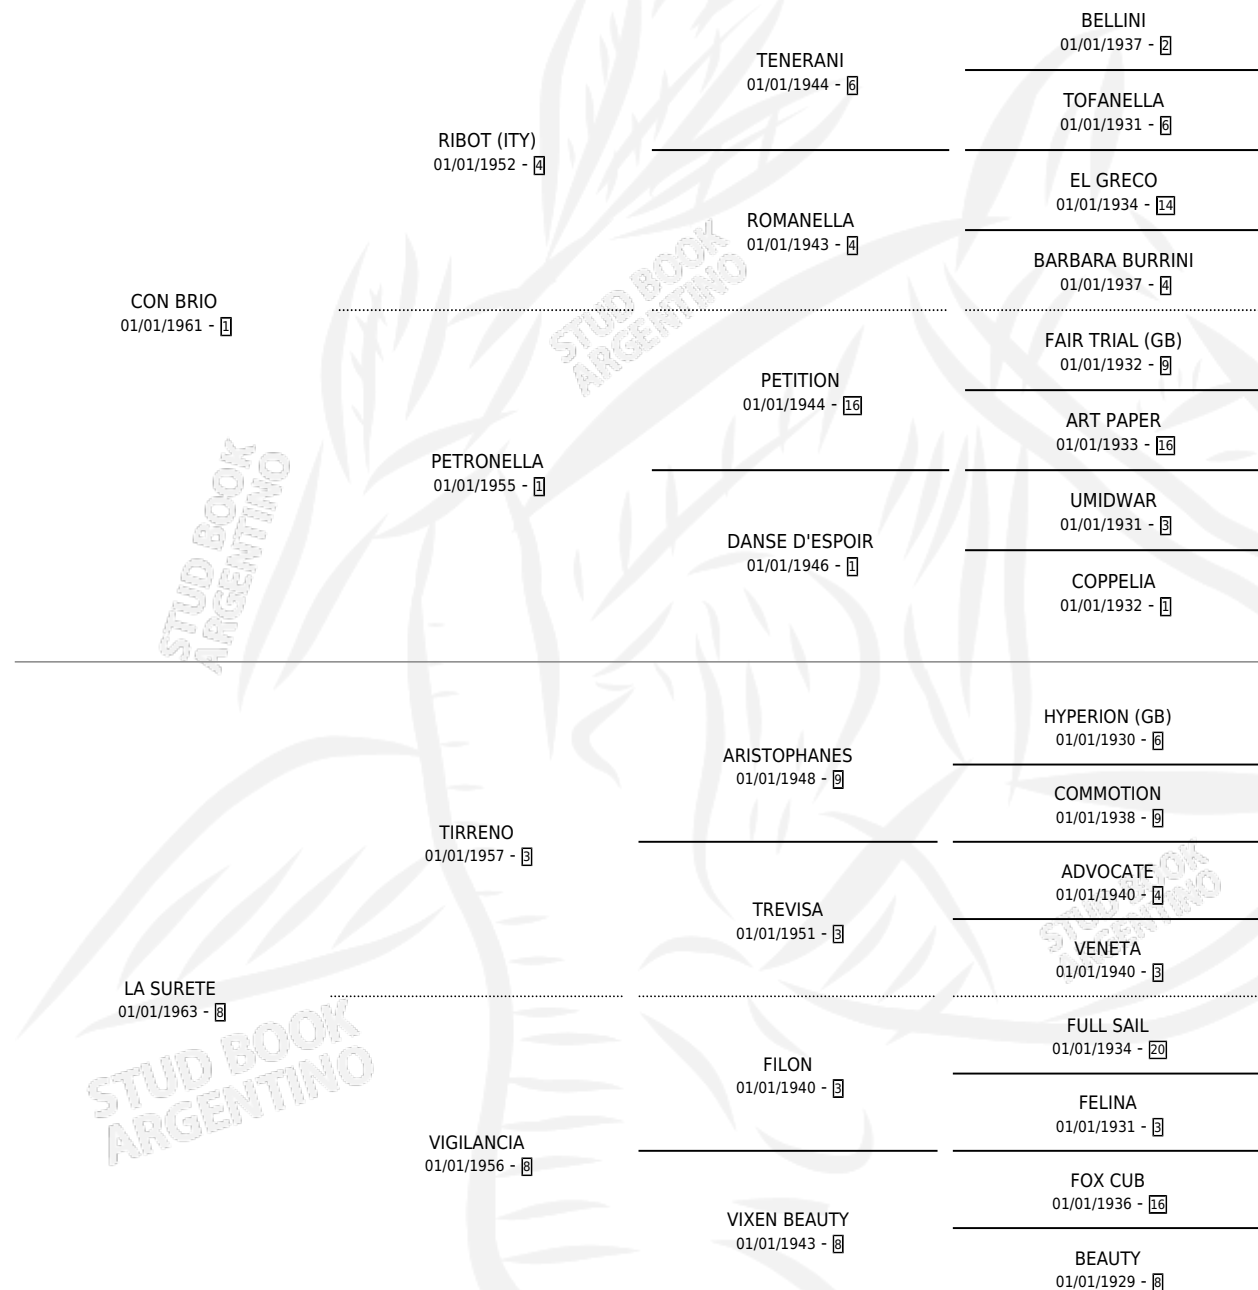 BELLINI
01/01/1937 - 2
TENERANI
01/01/1944 - 6
TOFANELLA
01/01/1931 - 6
RIBOT (ITY)
01/01/1952 - 4
EL GRECO
01/01/1934 - 14
ROMANELLA
01/01/1943 - 4
BARBARA BURRINI
01/01/1937 - 4
CON BRIO
01/01/1961 - 1
STUD BOOK
ARGENTINO
FAIR TRIAL (GB)
01/01/1932 - 9
PETITION
01/01/1944 - 16
ART PAPER
01/01/1933 - 16
PETRONELLA
01/01/1955 - 1
UMIDWAR
01/01/1931 - 3
DANSE D'ESPOIR
01/01/1946 - 1
COPPELIA
01/01/1932 - 1
STUD BOOK
ARGENTINO
HYPERION (GB)
01/01/1930 - 6
ARISTOPHANES
01/01/1948 - 9
COMMOTION
01/01/1938 - 9
TIRRENO
01/01/1957 - 3
ADVOCATE
01/01/1940 - 4
TREVISA
01/01/1951 - 3
VENETA
01/01/1940 - 3
STUD BOOK
ARGENTINO
LA SURETE
01/01/1963 - 8
FULL SAIL
01/01/1934 - 20
FILON
01/01/1940 - 3
FELINA
01/01/1931 - 3
STUD BOOK
ARGENTINO
VIGILANCIA
01/01/1956 - 8
FOX CUB
01/01/1936 - 16
VIXEN BEAUTY
01/01/1943 - 8
BEAUTY
01/01/1929 - 8